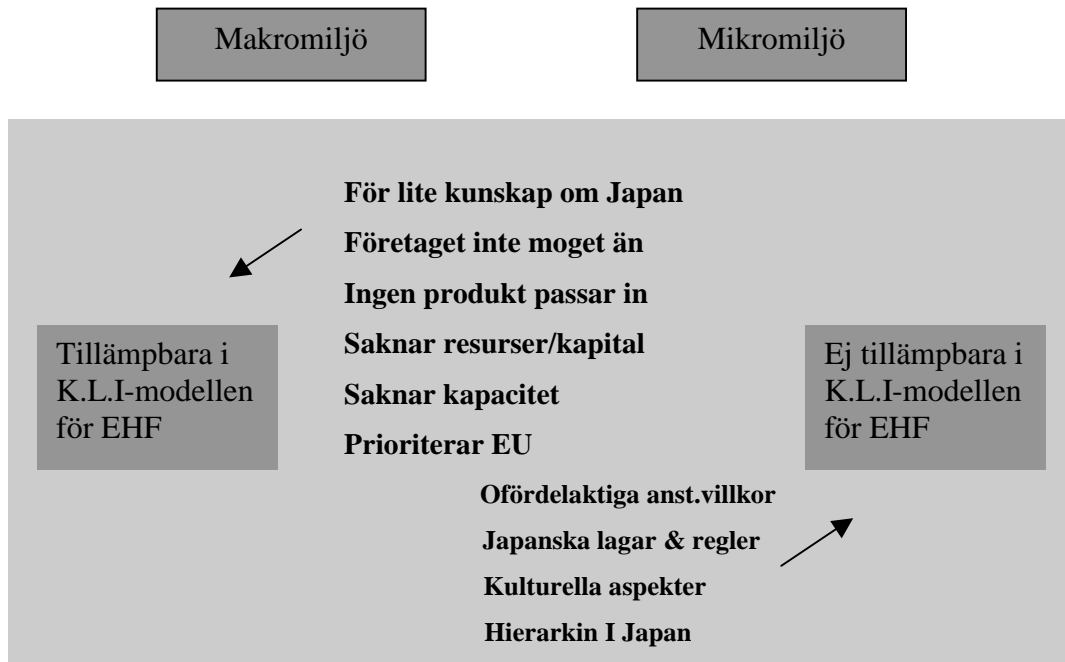 Makromiljö
Mikromiljö
För lite kunskap om Japan
Företaget inte moget än
Ingen produkt passar in
Saknar resurser/kapital
Saknar kapacitet
Prioriterar EU
Tillämpbara i
K.L.I-modellen
för EHF
Ej tillämpbara i
K.L.I-modellen
för EHF
Ofördelaktiga anst.villkor
Japanska lagar & regler
Kulturella aspekter
Hierarkin I Japan